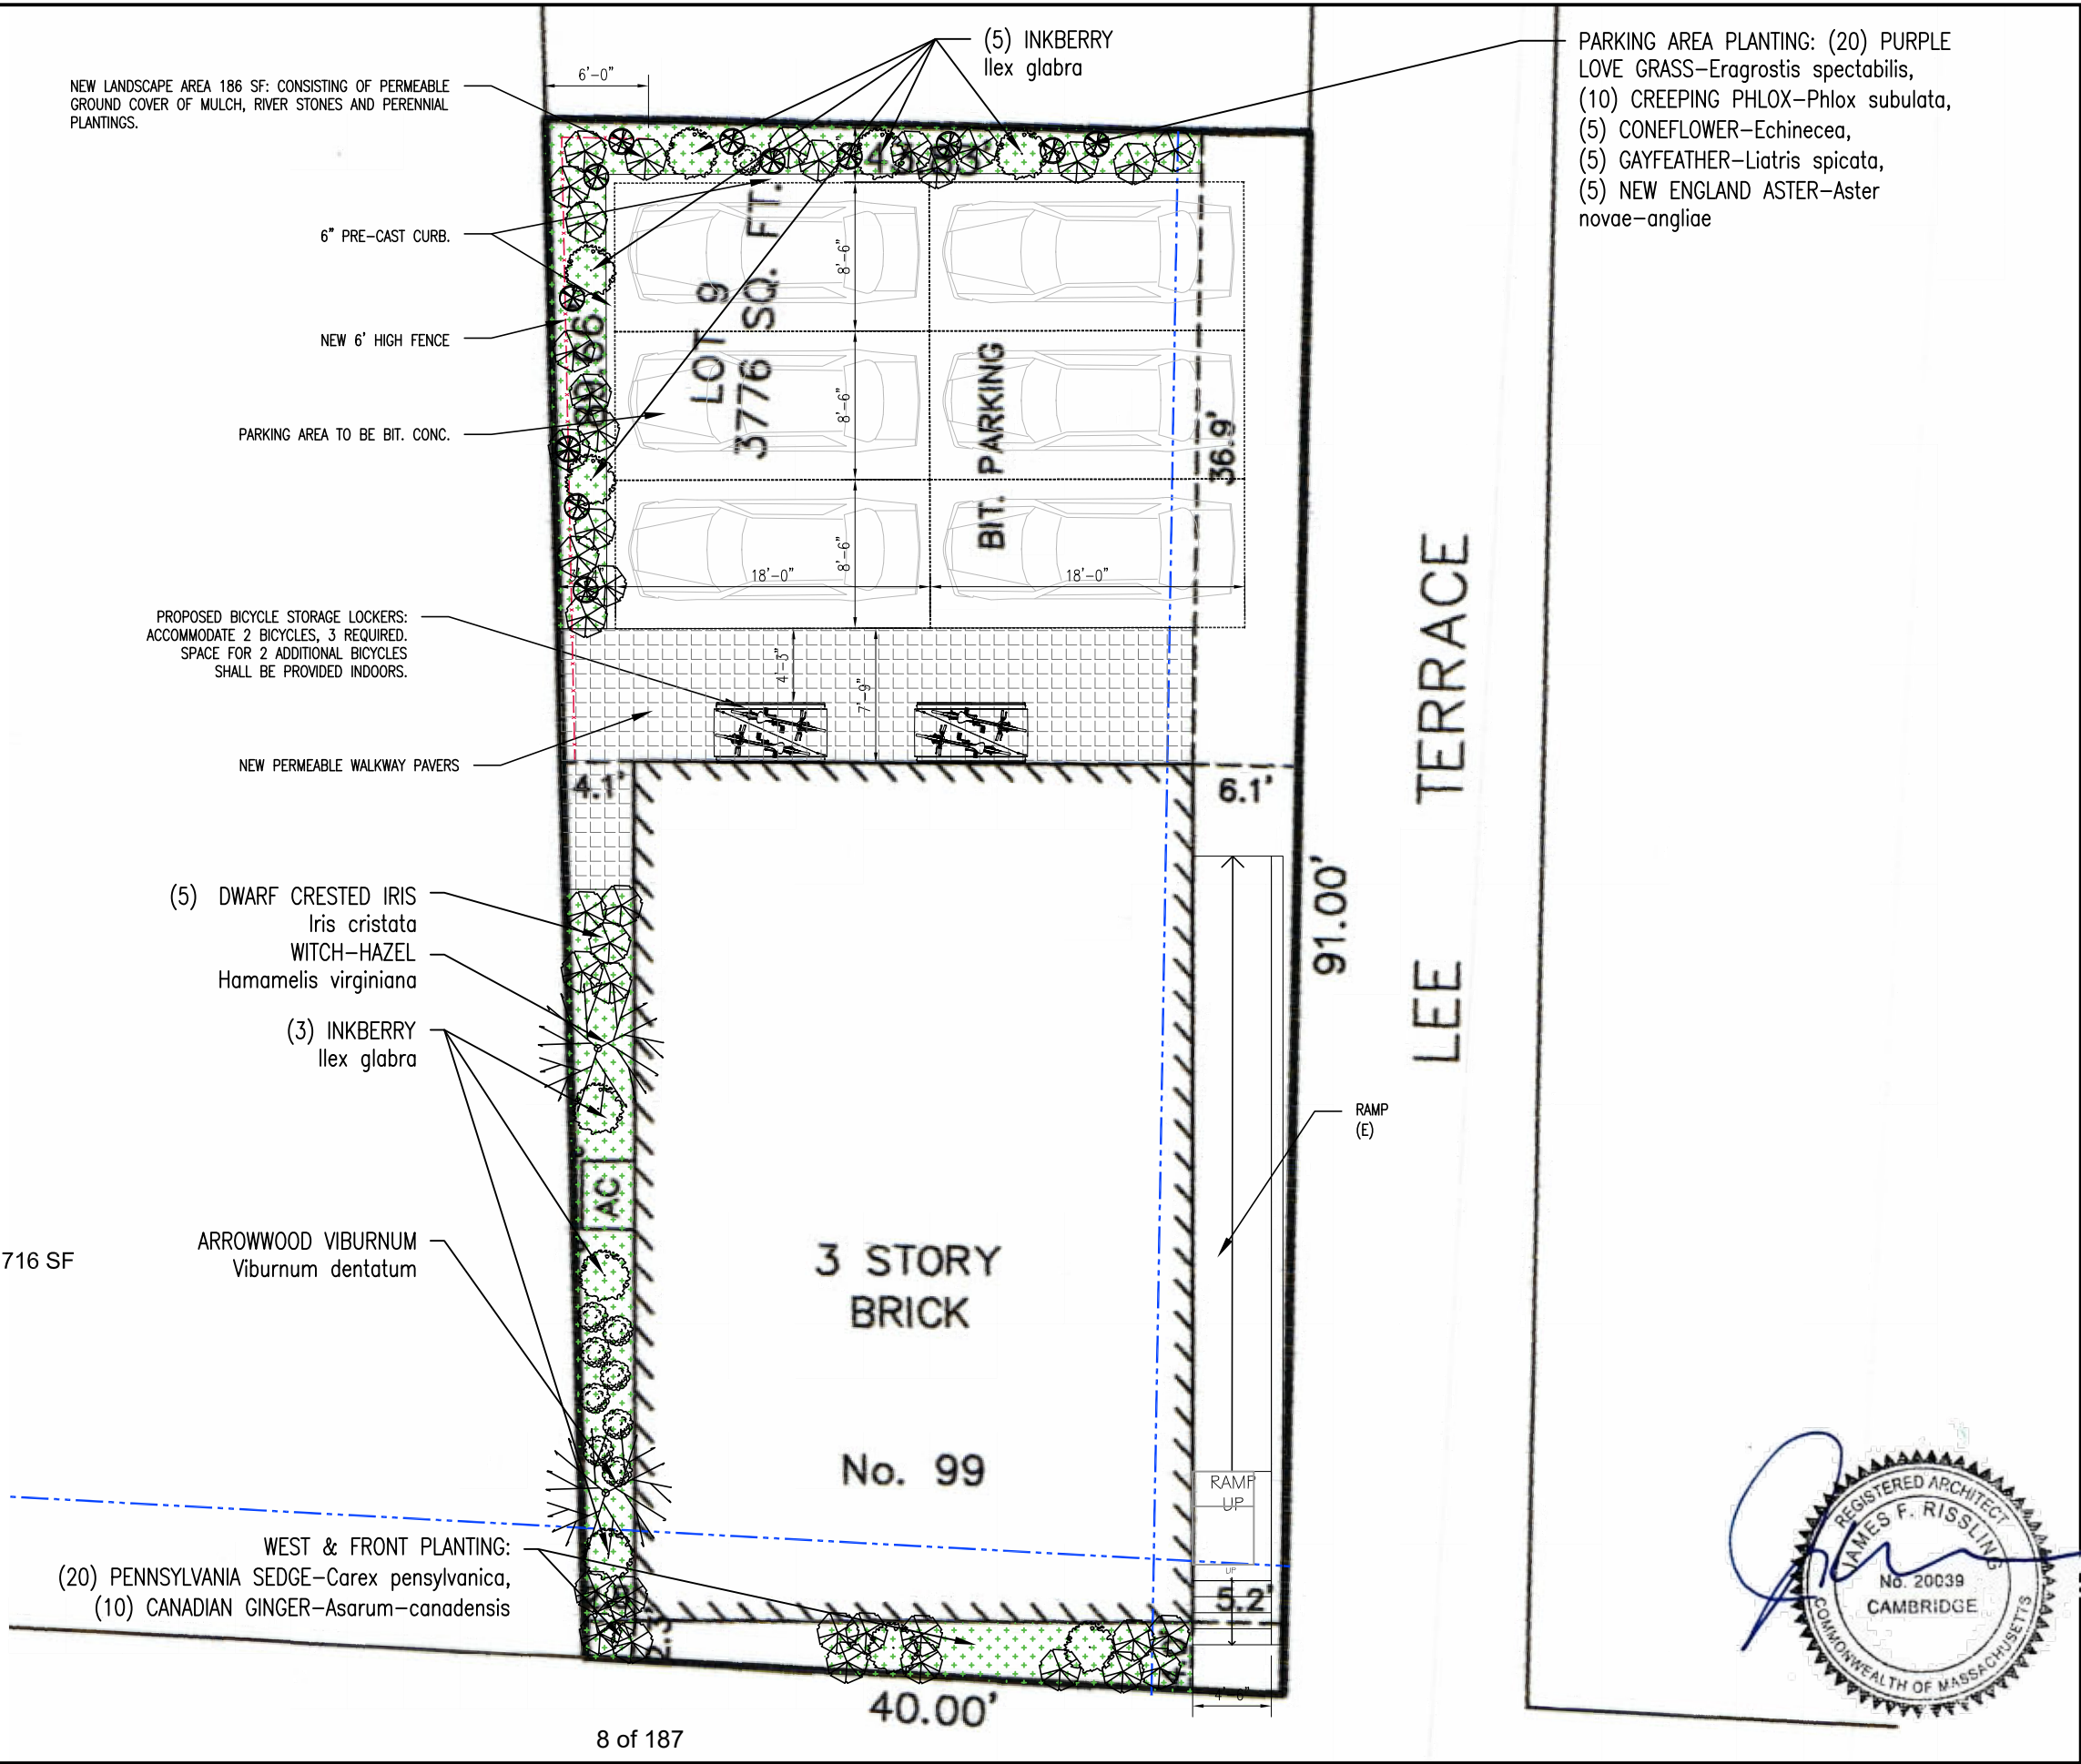 (5) INKBERRY
Ilex glabra
PARKING AREA PLANTING: (20) PURPLE
LOVE GRASS-Eragrostis spectabilis,
(10) CREEPING PHLOX-Phlox subulata,
(5) CONEFLOWER-Echinecea,
(5) GAYFEATHER-Liatris spicata,
(5) NEW ENGLAND ASTER-Aster
novae-angliae
6'-0"
NEW LANDSCAPE AREA 186 SF: CONSISTING OF PERMEABLE
GROUND COVER OF MULCH, RIVER STONES AND PERENNIAL
PLANTINGS.
6" PRE-CAST CURB.
NEW 6' HIGH FENCE
PARKING AREA TO BE BIT. CONC.
LOT 9
3776 SQ. FT.
BIT. PARKING
8'-6"
8'-6"
8'-6"
18'-0"
18'-0"
36.9'
PROPOSED BICYCLE STORAGE LOCKERS:
ACCOMMODATE 2 BICYCLES, 3 REQUIRED.
SPACE FOR 2 ADDITIONAL BICYCLES
SHALL BE PROVIDED INDOORS.
4'-3"
7'-9"
NEW PERMEABLE WALKWAY PAVERS
4.1'
6.1'
LEE TERRACE
91.00'
(5) DWARF CRESTED IRIS
Iris cristata
WITCH-HAZEL
Hamamelis virginiana
(3) INKBERRY
Ilex glabra
RAMP
(E)
AC
ARROWWOOD VIBURNUM
Viburnum dentatum
716 SF
3 STORY
BRICK
No. 99
RAMP
UP
UP
5.2'
WEST & FRONT PLANTING:
(20) PENNSYLVANIA SEDGE-Carex pensylvanica,
(10) CANADIAN GINGER-Asarum-canadensis
40.00'
8 of 187
REGISTERED ARCHITECT
JAMES F. RISSLING
No. 20039
CAMBRIDGE
COMMONWEALTH OF MASSACHUSETTS